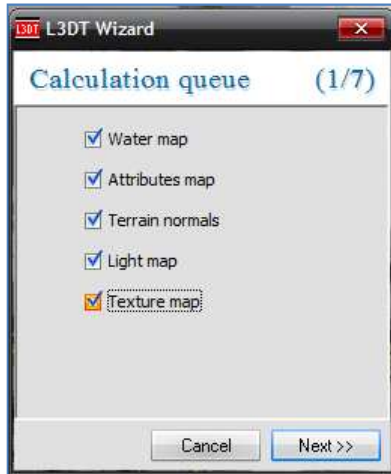 L3DT L3DT Wizard
Calculation queue (1/7)
Water map
Attributes map
Terrain normals
Light map
Texture map
Cancel Next >>